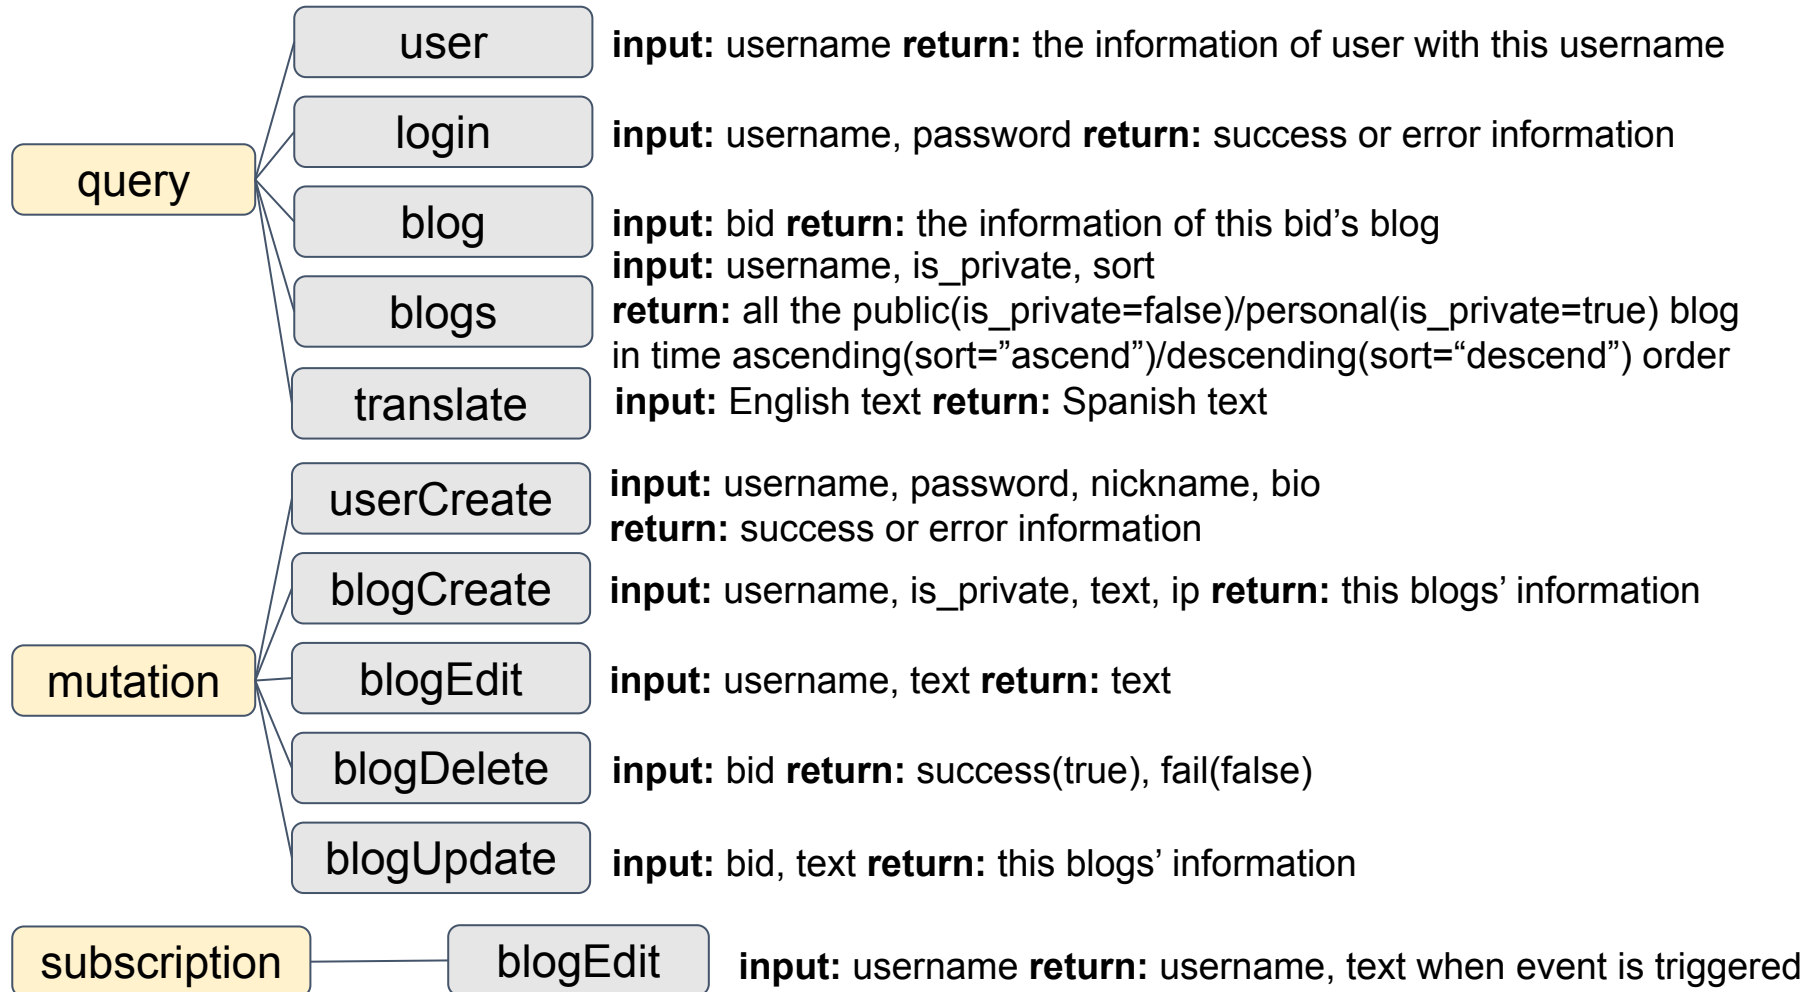 user
input: username return: the information of user with this username
login
input: username, password return: success or error information
query
blog
input: bid return: the information of this bid’s blog
blogs
input: username, is_private, sort
return: all the public(is_private=false)/personal(is_private=true) blog
in time ascending(sort=”ascend”)/descending(sort=“descend”) order
translate
input: English text return: Spanish text
userCreate
input: username, password, nickname, bio
return: success or error information
blogCreate
input: username, is_private, text, ip return: this blogs’ information
mutation
blogEdit
input: username, text return: text
blogDelete
input: bid return: success(true), fail(false)
blogUpdate
input: bid, text return: this blogs’ information
subscription
blogEdit
input: username return: username, text when event is triggered